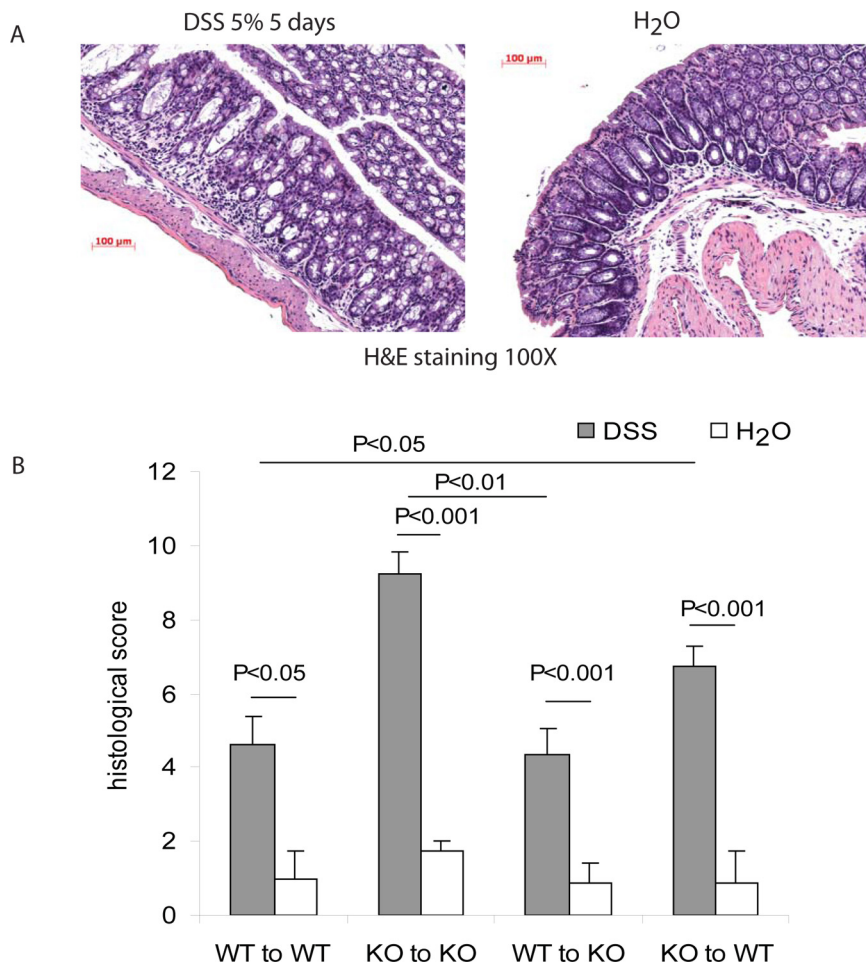 A
DSS 5% 5 days
H2O
100 µm
100 µm
H&E staining 100X
B
DSS
H2O
P<0.05
P<0.01
P<0.001
P<0.001
P<0.05
P<0.001
histological score
12
10
8
6
4
2
0
WT to WT
KO to KO
WT to KO
KO to WT